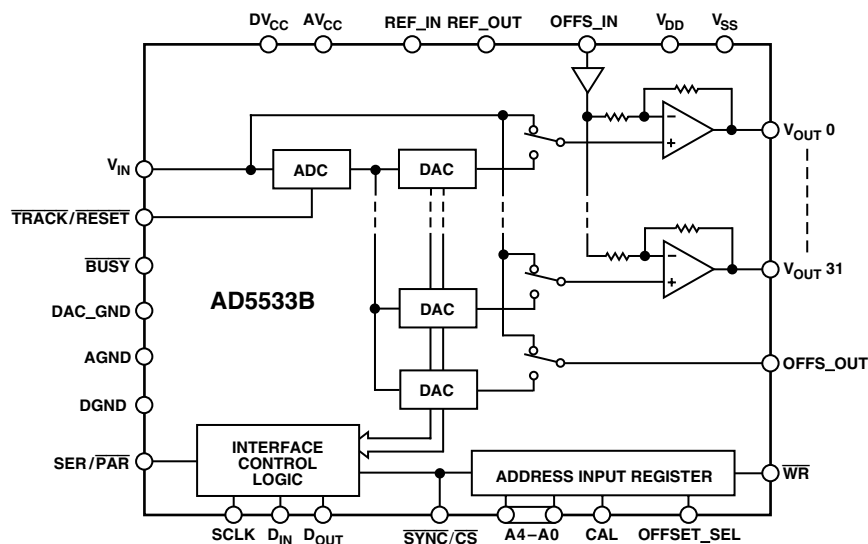 DVCC AVCC REF_IN REF_OUT OFFS_IN VDD VSS
VIN
ADC
DAC
VOUT 0
TRACK/RESET
BUSY
VOUT 31
DAC_GND
AD5533B
DAC
AGND
OFFS_OUT
DGND
DAC
SER/PAR
INTERFACE
CONTROL
LOGIC
ADDRESS INPUT REGISTER
WR
SCLK DIN DOUT SYNC/CS A4–A0 CAL OFFSET_SEL